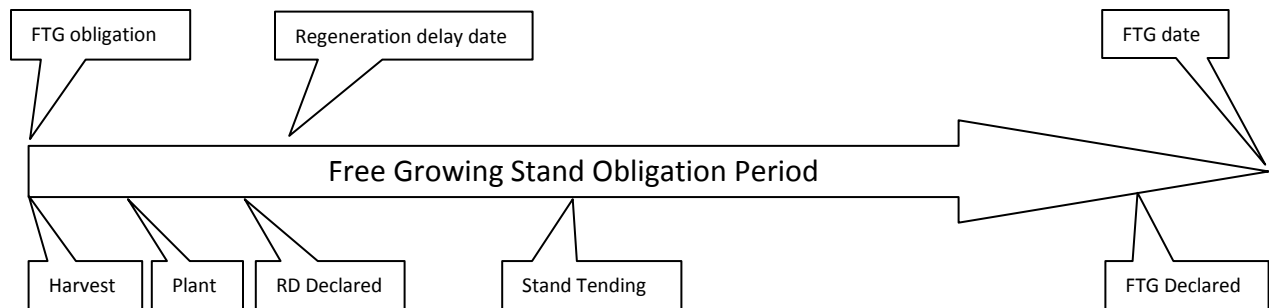 FTG obligation
Regeneration delay date
FTG date
Free Growing Stand Obligation Period
Harvest
Plant
RD Declared
Stand Tending
FTG Declared